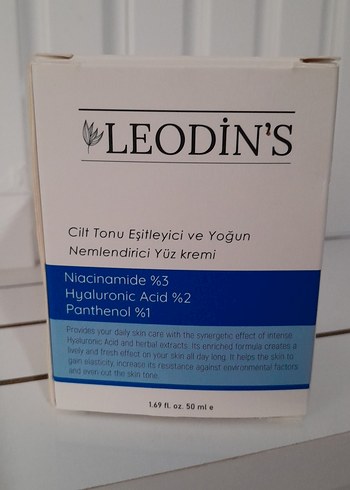 LEODİN'S
Cilt Tonu Eşitleyici ve Yoğun
Nemlendirici Yüz kremi
Niacinamide %3
Hyaluronic Acid %2
Panthenol %1
Provides your daily skin care with the synergetic effect of intense
Hyaluronic Acid and herbal extracts. Its enriched formula creates a
lively and fresh effect on your skin all day long. It helps the skin to
gain elasticity, increase its resistance against environmental factors
and even-out the skin tone.
1.69 fl. oz. 50 ml e